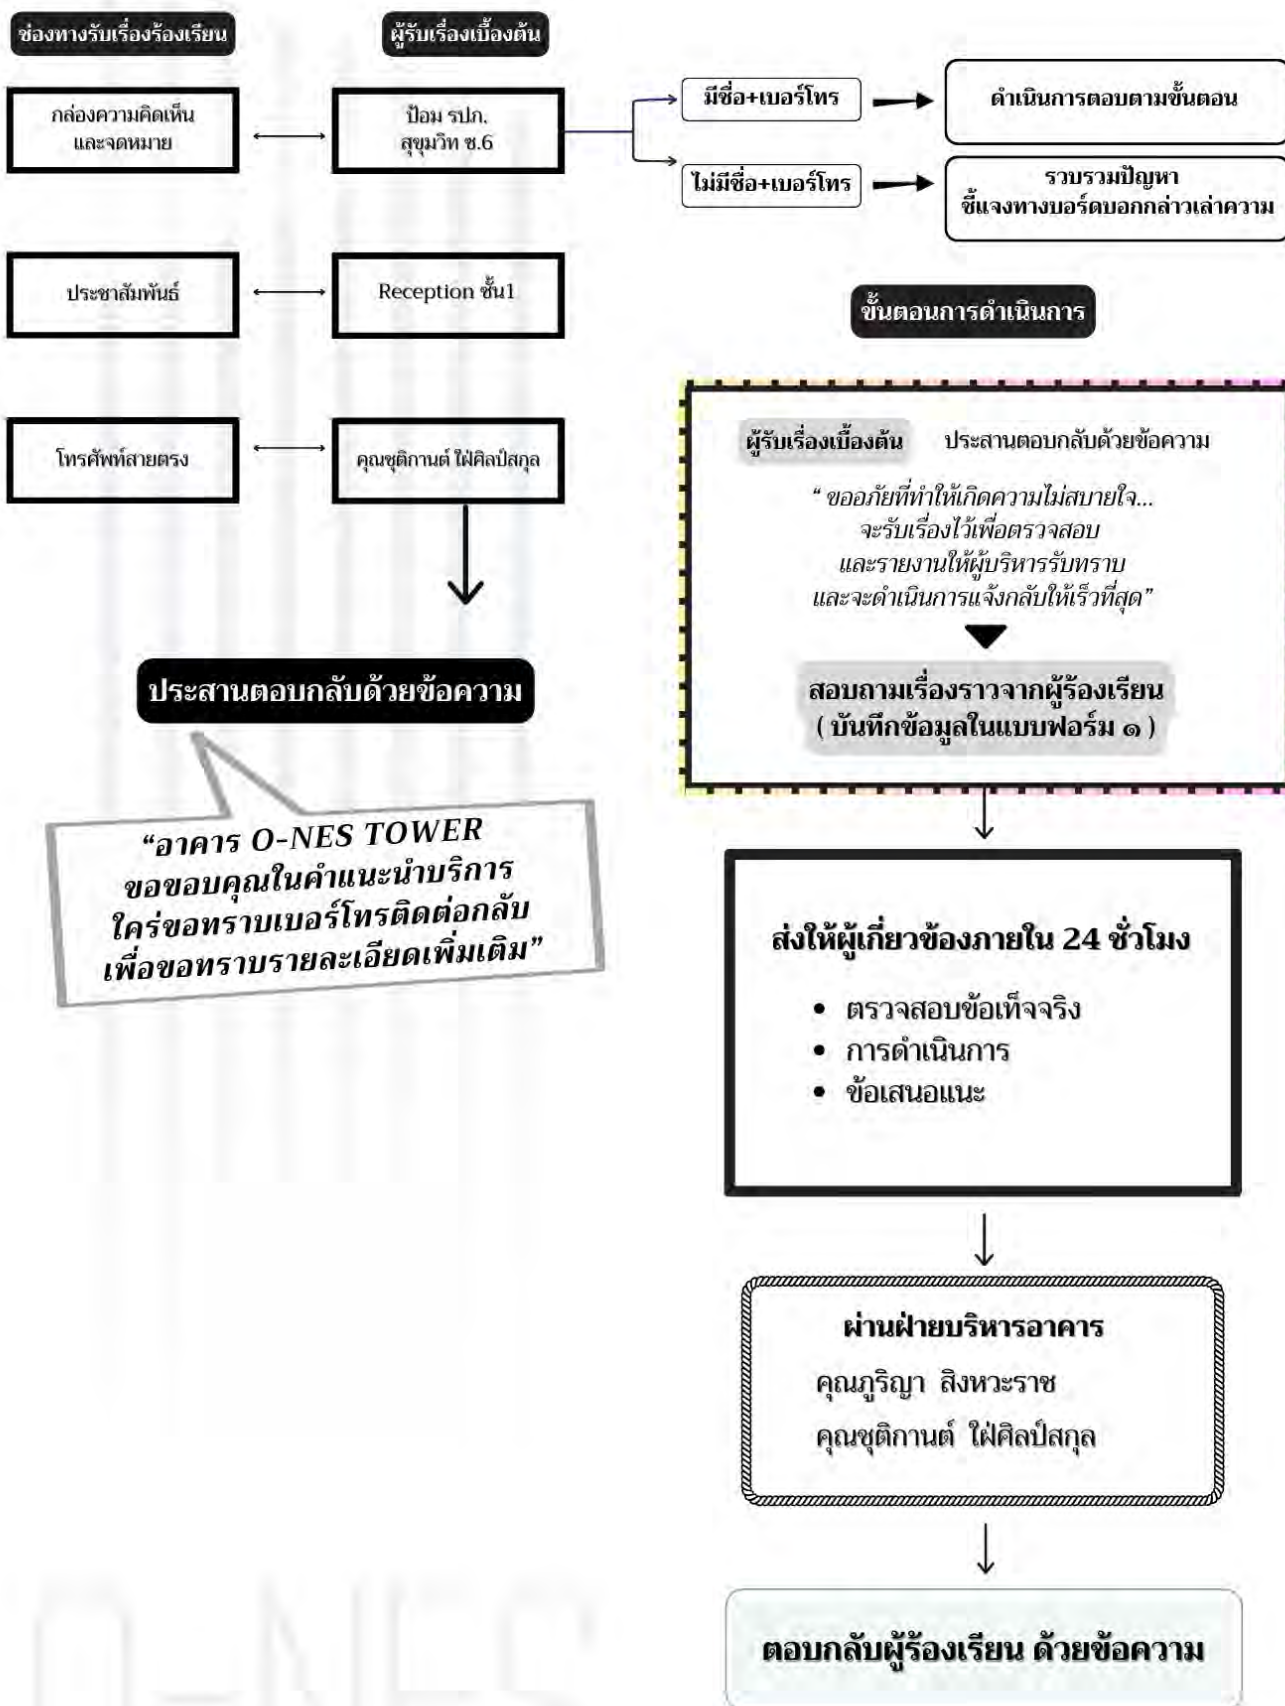 ช่องทางรับเรื่องร้องเรียน
ผู้รับเรื่องเบื้องต้น
กล่องความคิดเห็น
และจดหมาย
ป้อม รปภ.
สุขุมวิท ซ.6
มีชื่อ+เบอร์โทร
ดำเนินการตอบตามขั้นตอน
ไม่มีชื่อ+เบอร์โทร
รวบรวมปัญหา
ชี้แจงทางบอร์ดบอกกล่าวเล่าความ
ประชาสัมพันธ์
Reception ชั้น1
โทรศัพท์สายตรง
คุณชุติกานต์ ใฝ่ศิลป์สกุล
ประสานตอบกลับด้วยข้อความ
“อาคาร O-NES TOWER
ขอขอบคุณในคำแนะนำบริการ
ใคร่ขอทราบเบอร์โทรติดต่อกลับ
เพื่อขอทราบรายละเอียดเพิ่มเติม”
ขั้นตอนการดำเนินการ
ผู้รับเรื่องเบื้องต้น ประสานตอบกลับด้วยข้อความ
“ ขออภัยที่ทำให้เกิดความไม่สบายใจ...
จะรับเรื่องไว้เพื่อตรวจสอบ
และรายงานให้ผู้บริหารรับทราบ
และจะดำเนินการแจ้งกลับให้เร็วที่สุด”
สอบถามเรื่องราวจากผู้ร้องเรียน
( บันทึกข้อมูลในแบบฟอร์ม ๑ )
ส่งให้ผู้เกี่ยวข้องภายใน 24 ชั่วโมง
• ตรวจสอบข้อเท็จจริง
• การดำเนินการ
• ข้อเสนอแนะ
ผ่านฝ่ายบริหารอาคาร
คุณภูริญา สิงหวะราช
คุณชุติกานต์ ใฝ่ศิลป์สกุล
ตอบกลับผู้ร้องเรียน ด้วยข้อความ
O-NES